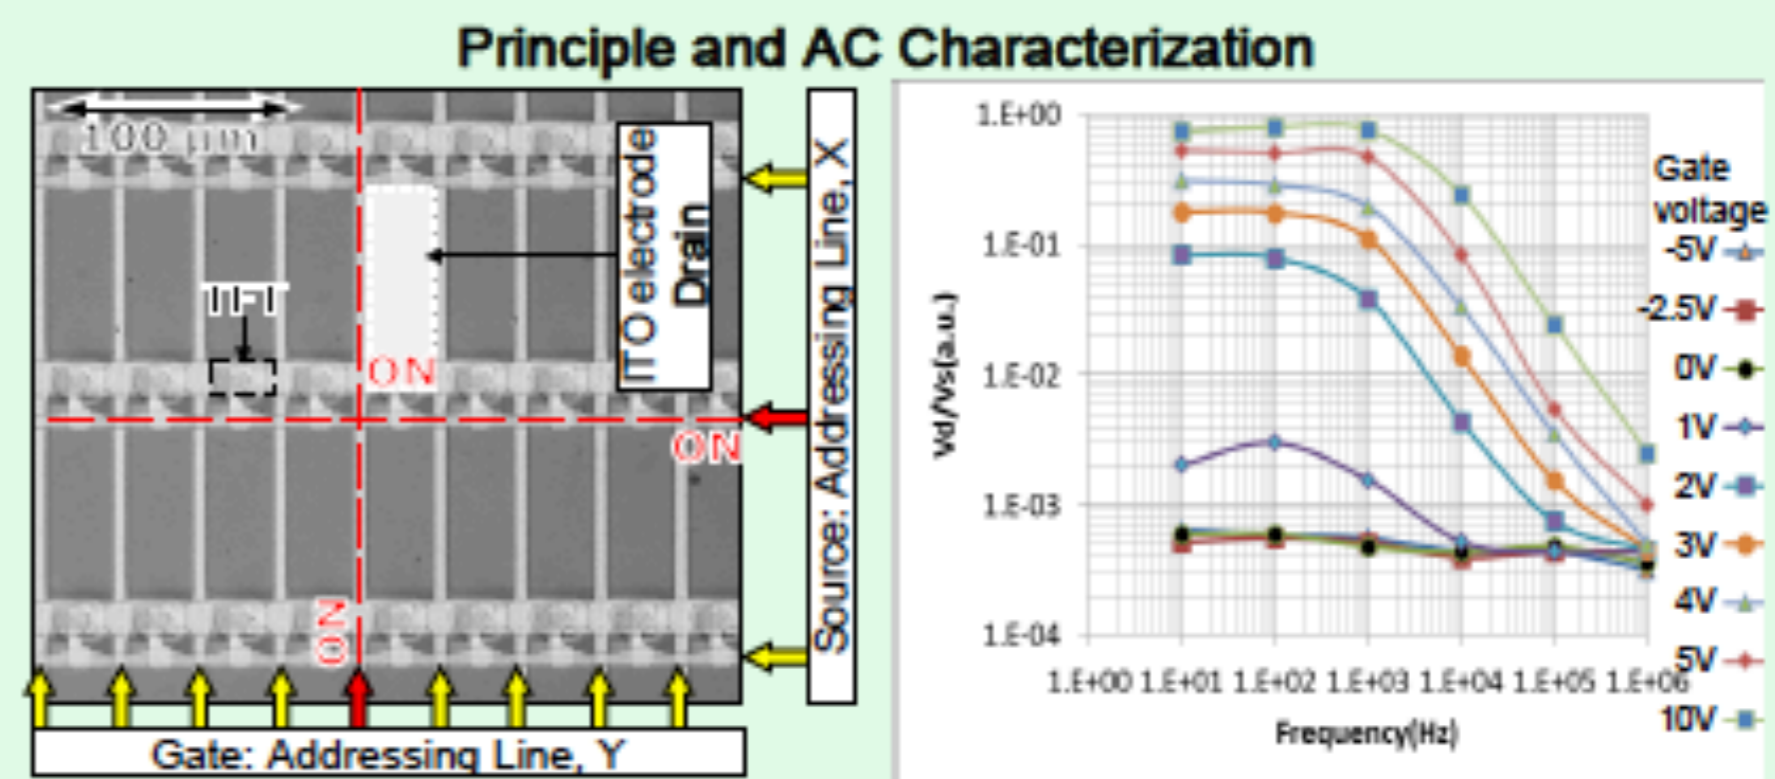 Principle and AC Characterization
100 µm
TFT
ON
ON
ON
ITO electrode
Drain
Source: Addressing Line, X
Gate: Addressing Line, Y
1.E+00
1.E-01
1.E-02
1.E-03
1.E-04
Vd/Vs(a.u.)
1.E+00 1.E+01 1.E+02 1.E+03 1.E+04 1.E+05 1.E+06
Frequency(Hz)
Gate
voltage
-5V
-2.5V
0V
1V
2V
3V
4V
5V
10V